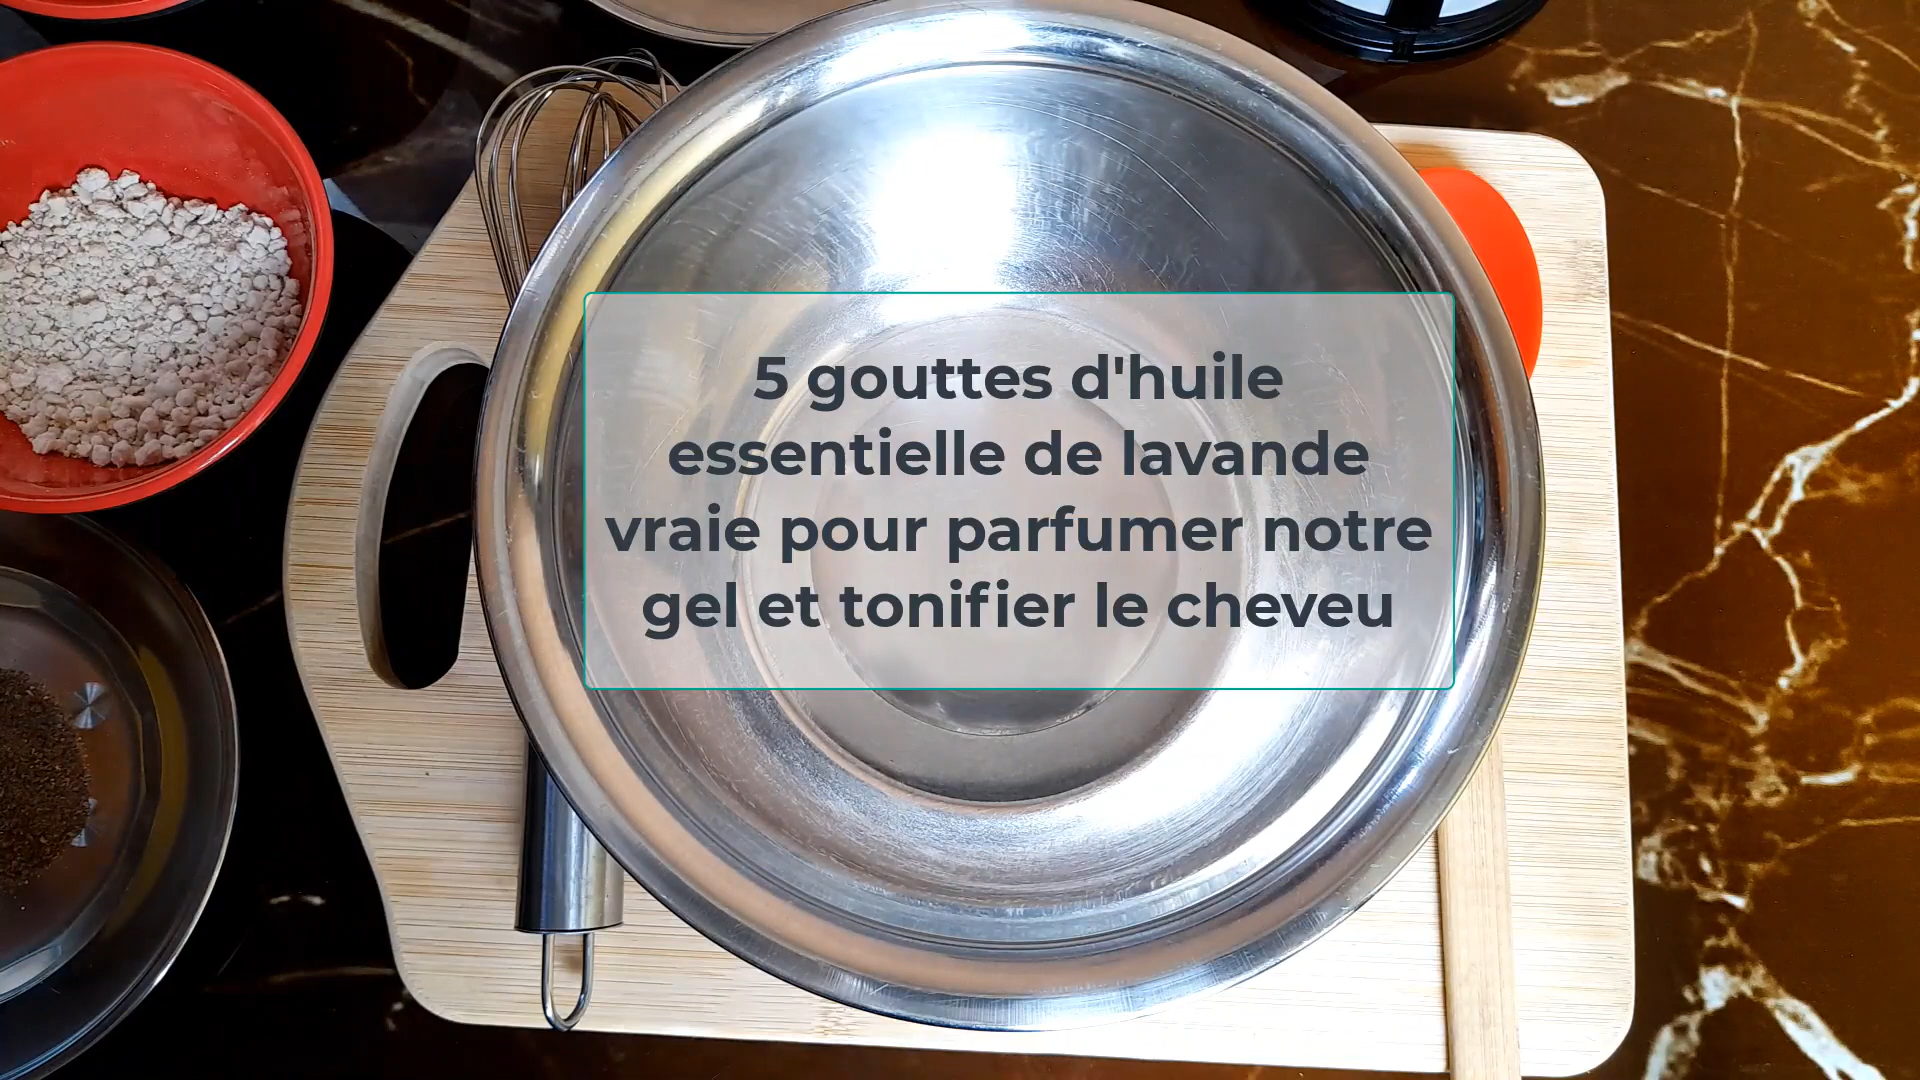 5 gouttes d'huile
essentielle de lavande
vraie pour parfumer notre
gel et tonifier le cheveu